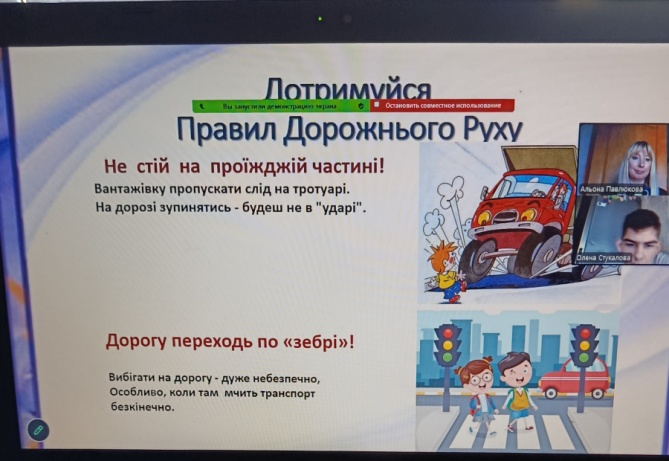 Дотримуйся
Вы запустили демонстрацию экрана
Остановить совместное использование
Правил Дорожнього Руху
Не стій на проїжджій частині!
Вантажівку пропускати слід на тротуарі.
На дорозі зупинятись - будеш не в "ударі".
Альона Павлюкова
Олена Стукалова
Дорогу переходь по «зебрі»!
Вибігати на дорогу - дуже небезпечно,
Особливо, коли там мчить транспорт
безкінечно.